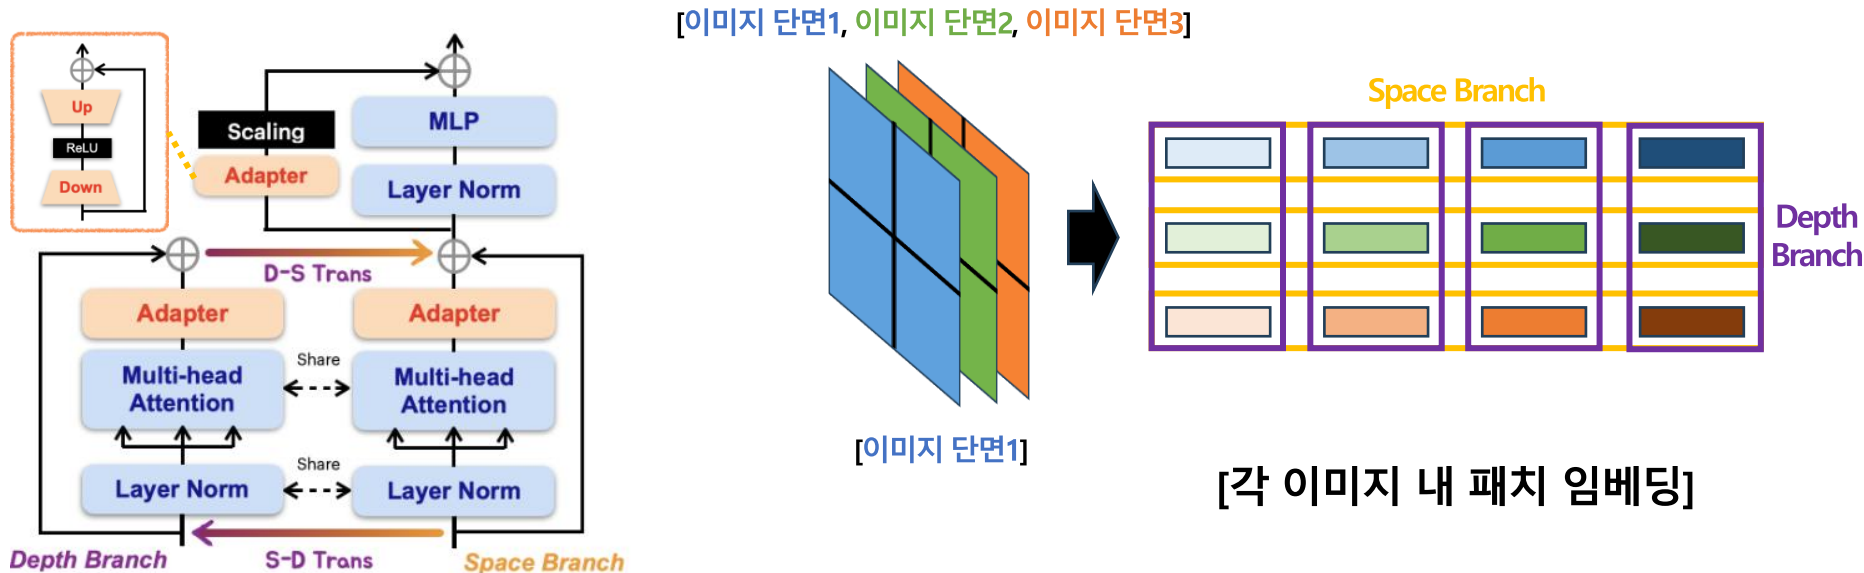 Up
ReLU
Down
Scaling
Adapter
MLP
Layer Norm
D-S Trans
Adapter
Adapter
Multi-head
Attention
Share
Multi-head
Attention
Layer Norm
Share
Layer Norm
Depth Branch
S-D Trans
Space Branch
[이미지 단면1, 이미지 단면2, 이미지 단면3]
[이미지 단면1]
Space Branch
Depth
Branch
[각 이미지 내 패치 임베딩]